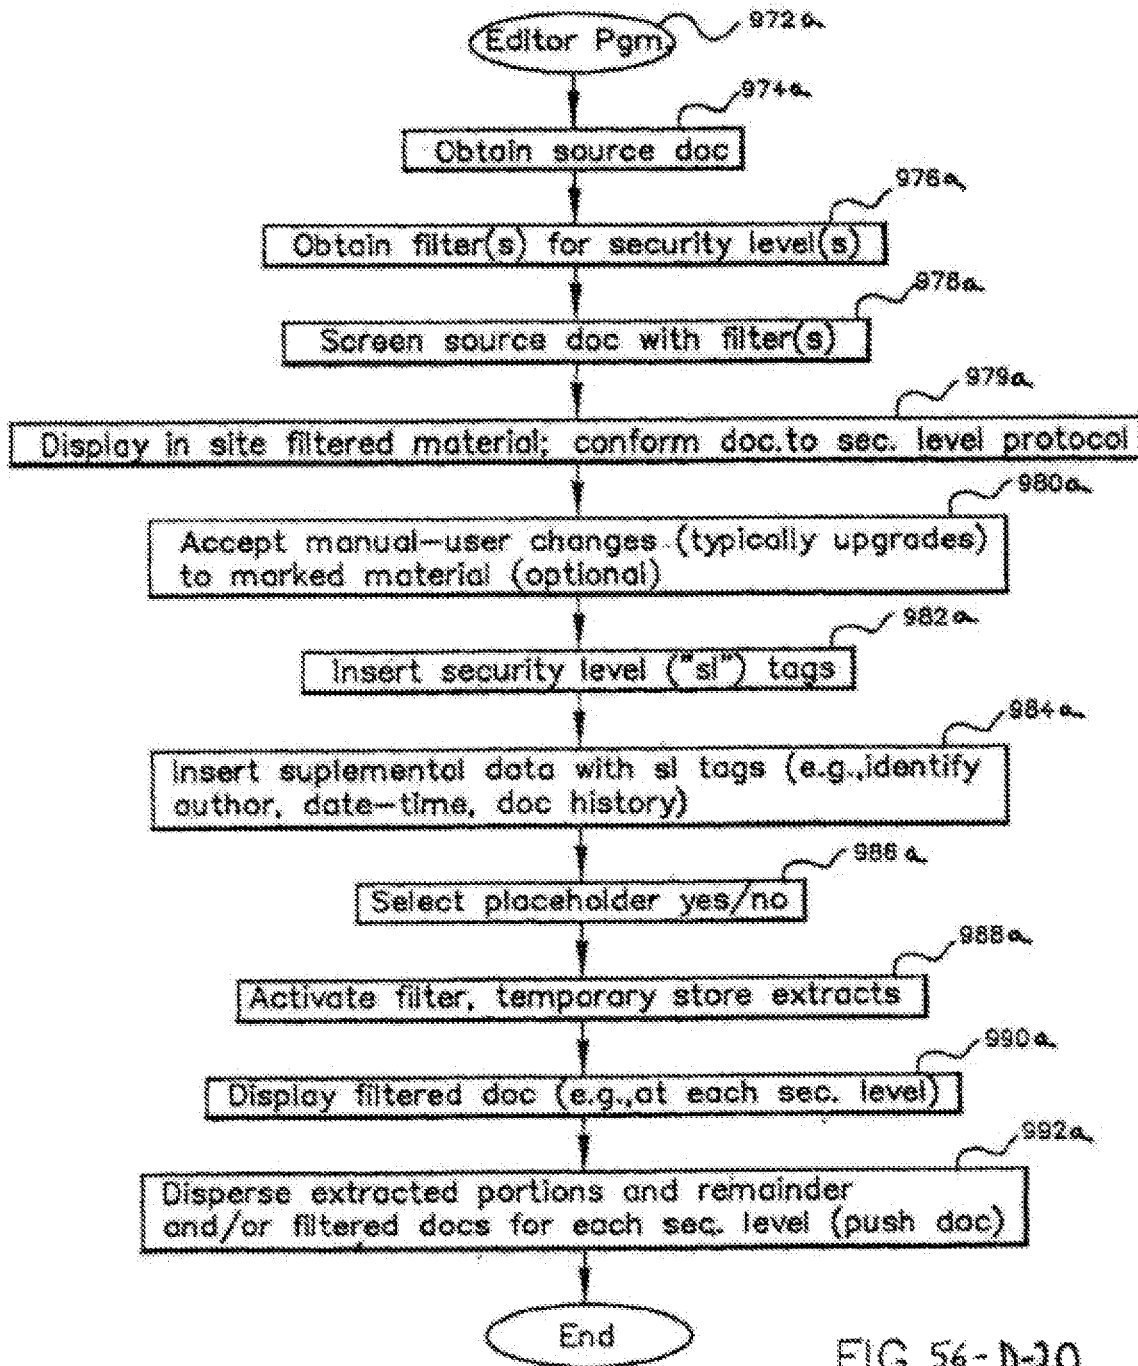 972a
Editor Pgm.
974a
Obtain source doc
976a
Obtain filter(s) for security level(s)
978a
Screen source doc with filter(s)
979a
Display in site filtered material; conform doc.to sec. level protocol
980a
Accept manual-user changes (typically upgrades)
to marked material (optional)
982a
Insert security level ("sl") tags
984a
Insert suplemental data with sl tags (e.g.,identify
author, date-time, doc history)
986a
Select placeholder yes/no
988a
Activate filter, temporary store extracts
990a
Display filtered doc (e.g.,at each sec. level)
992a
Disperse extracted portions and remainder
and/or filtered docs for each sec. level (push doc)
End
FIG. 56-D-20